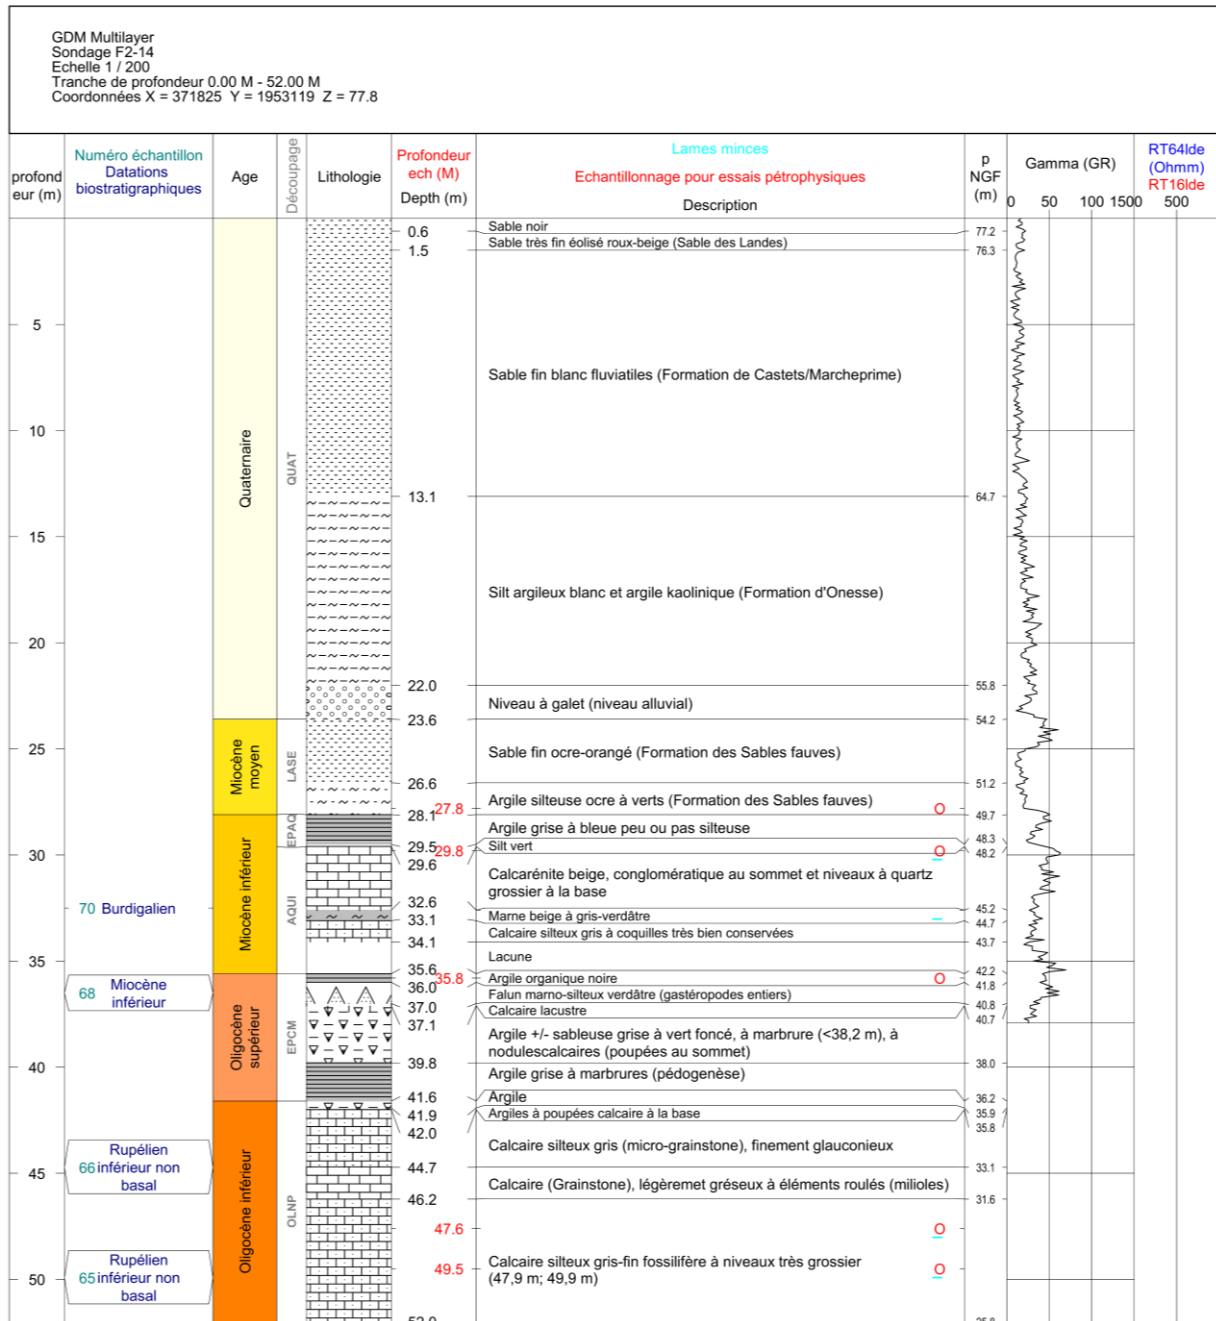 GDM Multilayer
Sondage F2-14
Echelle 1 / 200
Tranche de profondeur 0.00 M - 52.00 M
Coordonnées X = 371825 Y = 1953119 Z = 77.8
profond
eur (m)
Numéro échantillon
Datations
biostratigraphiques
Age
Découpage
Lithologie
Profondeur
ech (M)
Depth (m)
Lames minces
Echantillonnage pour essais pétrophysiques
Description
p
NGF
(m)
Gamma (GR)
0 50 100 1500 500
RT64lde
(Ohmm)
RT16lde
0.6 Sable noir 77.2
1.5 Sable très fin éolisé roux-beige (Sable des Landes) 76.3
5
Sable fin blanc fluviatiles (Formation de Castets/Marcheprime)
10
Quaternaire
QUAT
13.1 64.7
15
Silt argileux blanc et argile kaolinique (Formation d'Onesse)
20
22.0 55.8
Niveau à galet (niveau alluvial)
23.6 54.2
25
Miocène
moyen
LASE
Sable fin ocre-orangé (Formation des Sables fauves)
26.6 51.2
Argile silteuse ocre à verts (Formation des Sables fauves)
27.8 O
28.1 49.7
EPAQ
Argile grise à bleue peu ou pas silteuse
29.5 48.3
Silt vert
29.8 O
29.6 48.2
30
Miocène inférieur
AQUI
Calcarénite beige, conglomératique au sommet et niveaux à quartz
grossier à la base
32.6 45.2
70 Burdigalien
Marne beige à gris-verdâtre
33.1 44.7
Calcaire silteux gris à coquilles très bien conservées
34.1 43.7
Lacune
35
35.6 42.2
35.8 Argile organique noire O
36.0 41.8
68 Miocène
inférieur
Falun marno-silteux verdâtre (gastéropodes entiers)
37.0 40.8
Calcaire lacustre
37.1 40.7
Oligocène
supérieur
EPCM
Argile +/- sableuse grise à vert foncé, à marbrure (<38,2 m), à
nodulescalcaires (poupées au sommet)
39.8 38.0
40
Argile grise à marbrures (pédogenèse)
41.6 Argile 36.2
41.9 Argiles à poupées calcaire à la base 35.9
42.0 35.8
Calcaire silteux gris (micro-grainstone), finement glauconieux
Rupélien
66 inférieur non
basal
44.7 33.1
45
Calcaire (Grainstone), légèremet gréseux à éléments roulés (milioles)
46.2 31.6
Oligocène inférieur
OLNP
47.6 O
Rupélien
65 inférieur non
basal
49.5 O
Calcaire silteux gris-fin fossilifère à niveaux très grossier
(47,9 m; 49,9 m)
50